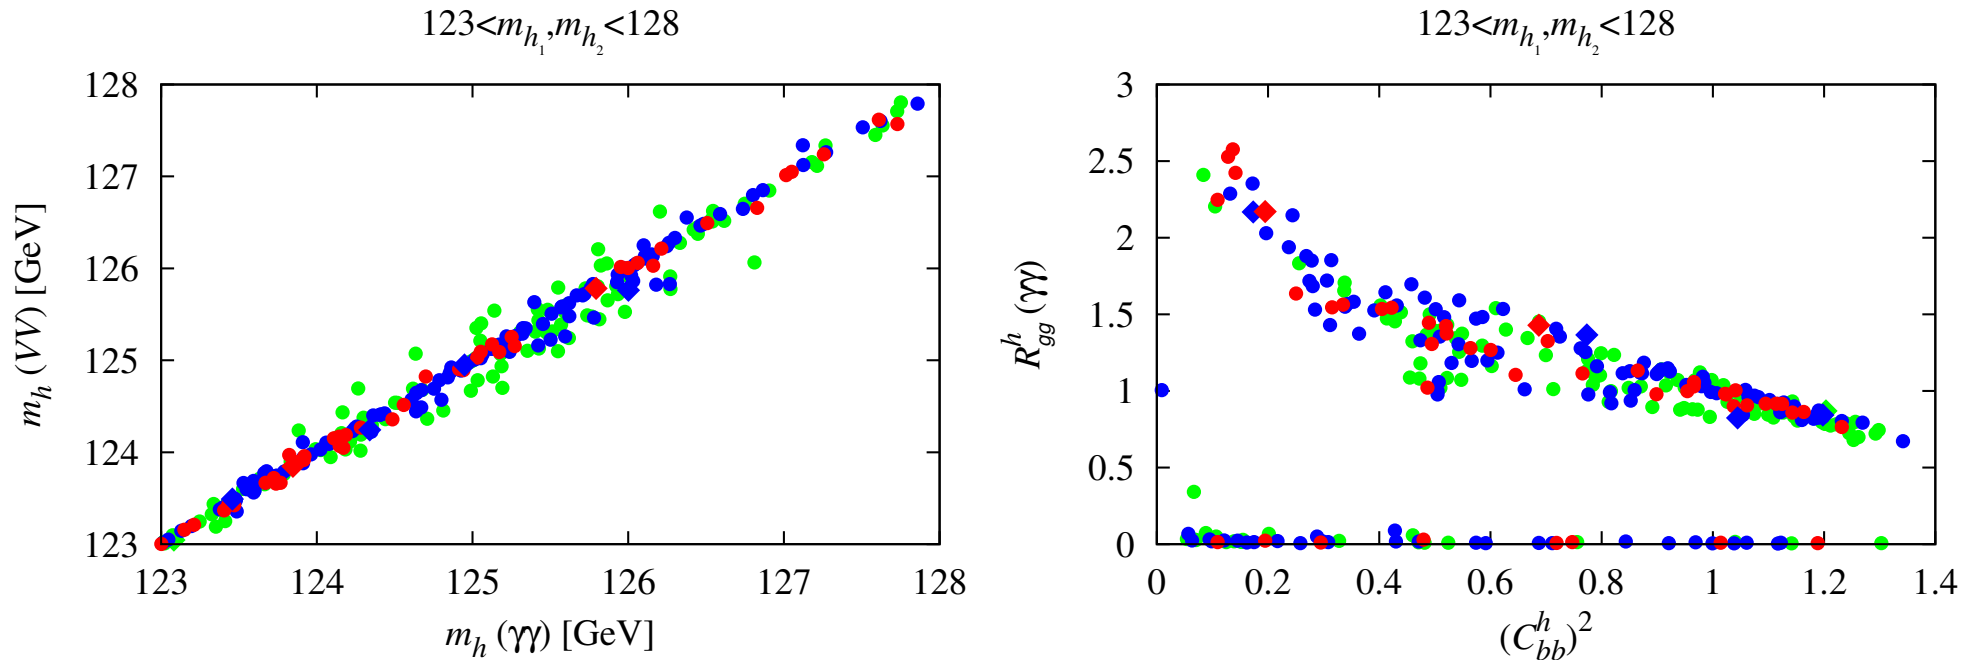 123<m_{h_1},m_{h_2}<128
128
127
126
125
124
123
m_h (VV) [GeV]
123 124 125 126 127 128
m_h (γγ) [GeV]
123<m_{h_1},m_{h_2}<128
3
2.5
2
1.5
1
0.5
0
R^h_{gg} (γγ)
0 0.2 0.4 0.6 0.8 1 1.2 1.4
(C^h_{bb})^2